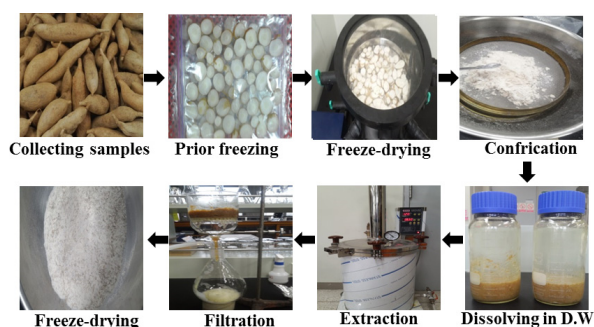 Collecting samples
Prior freezing
Freeze-drying
Confrication
Dissolving in D.W
Extraction
Filtration
Freeze-drying